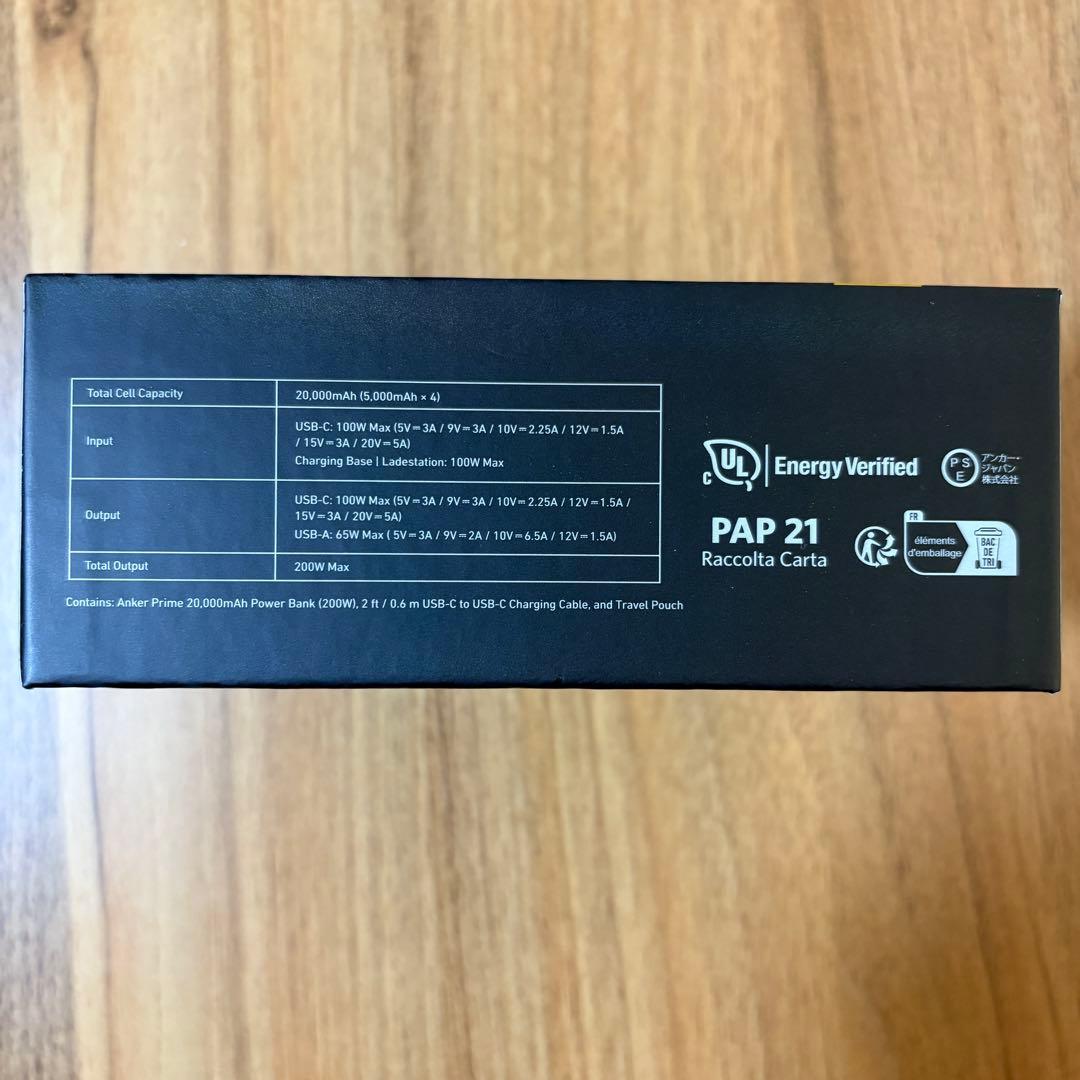 Total Cell Capacity
20,000mAh (5,000mAh × 4)
Input
USB-C: 100W Max (5V⎓3A / 9V⎓3A / 10V⎓2.25A / 12V⎓1.5A
/ 15V⎓3A / 20V⎓5A)
Charging Base | Ladestation: 100W Max
Output
USB-C: 100W Max (5V⎓3A / 9V⎓3A / 10V⎓2.25A / 12V⎓1.5A /
15V⎓3A / 20V⎓5A)
USB-A: 65W Max ( 5V⎓3A / 9V⎓2A / 10V⎓6.5A / 12V⎓1.5A)
Total Output
200W Max
Contains: Anker Prime 20,000mAh Power Bank (200W), 2 ft / 0.6 m USB-C to USB-C Charging Cable, and Travel Pouch
C UL Energy Verified
PSE
アンカー・
ジャパン
株式会社
PAP 21
Raccolta Carta
FR
éléments
d'emballage
BAC
DE
TRI